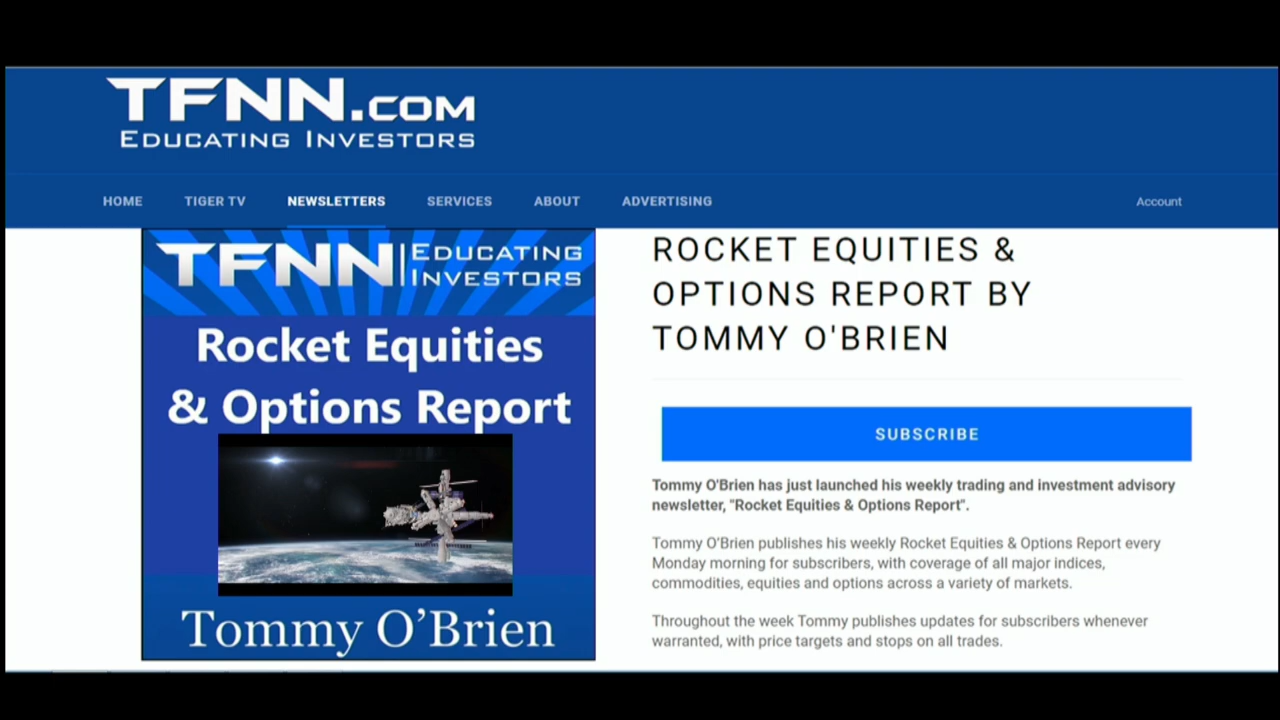 TFNN.COM
EDUCATING INVESTORS
HOME TIGER TV NEWSLETTERS SERVICES ABOUT ADVERTISING Account
TFNN EDUCATING
INVESTORS
Rocket Equities
& Options Report
Tommy O’Brien
ROCKET EQUITIES &
OPTIONS REPORT BY
TOMMY O'BRIEN
SUBSCRIBE
Tommy O'Brien has just launched his weekly trading and investment advisory
newsletter, "Rocket Equities & Options Report".
Tommy O'Brien publishes his weekly Rocket Equities & Options Report every
Monday morning for subscribers, with coverage of all major indices,
commodities, equities and options across a variety of markets.
Throughout the week Tommy publishes updates for subscribers whenever
warranted, with price targets and stops on all trades.